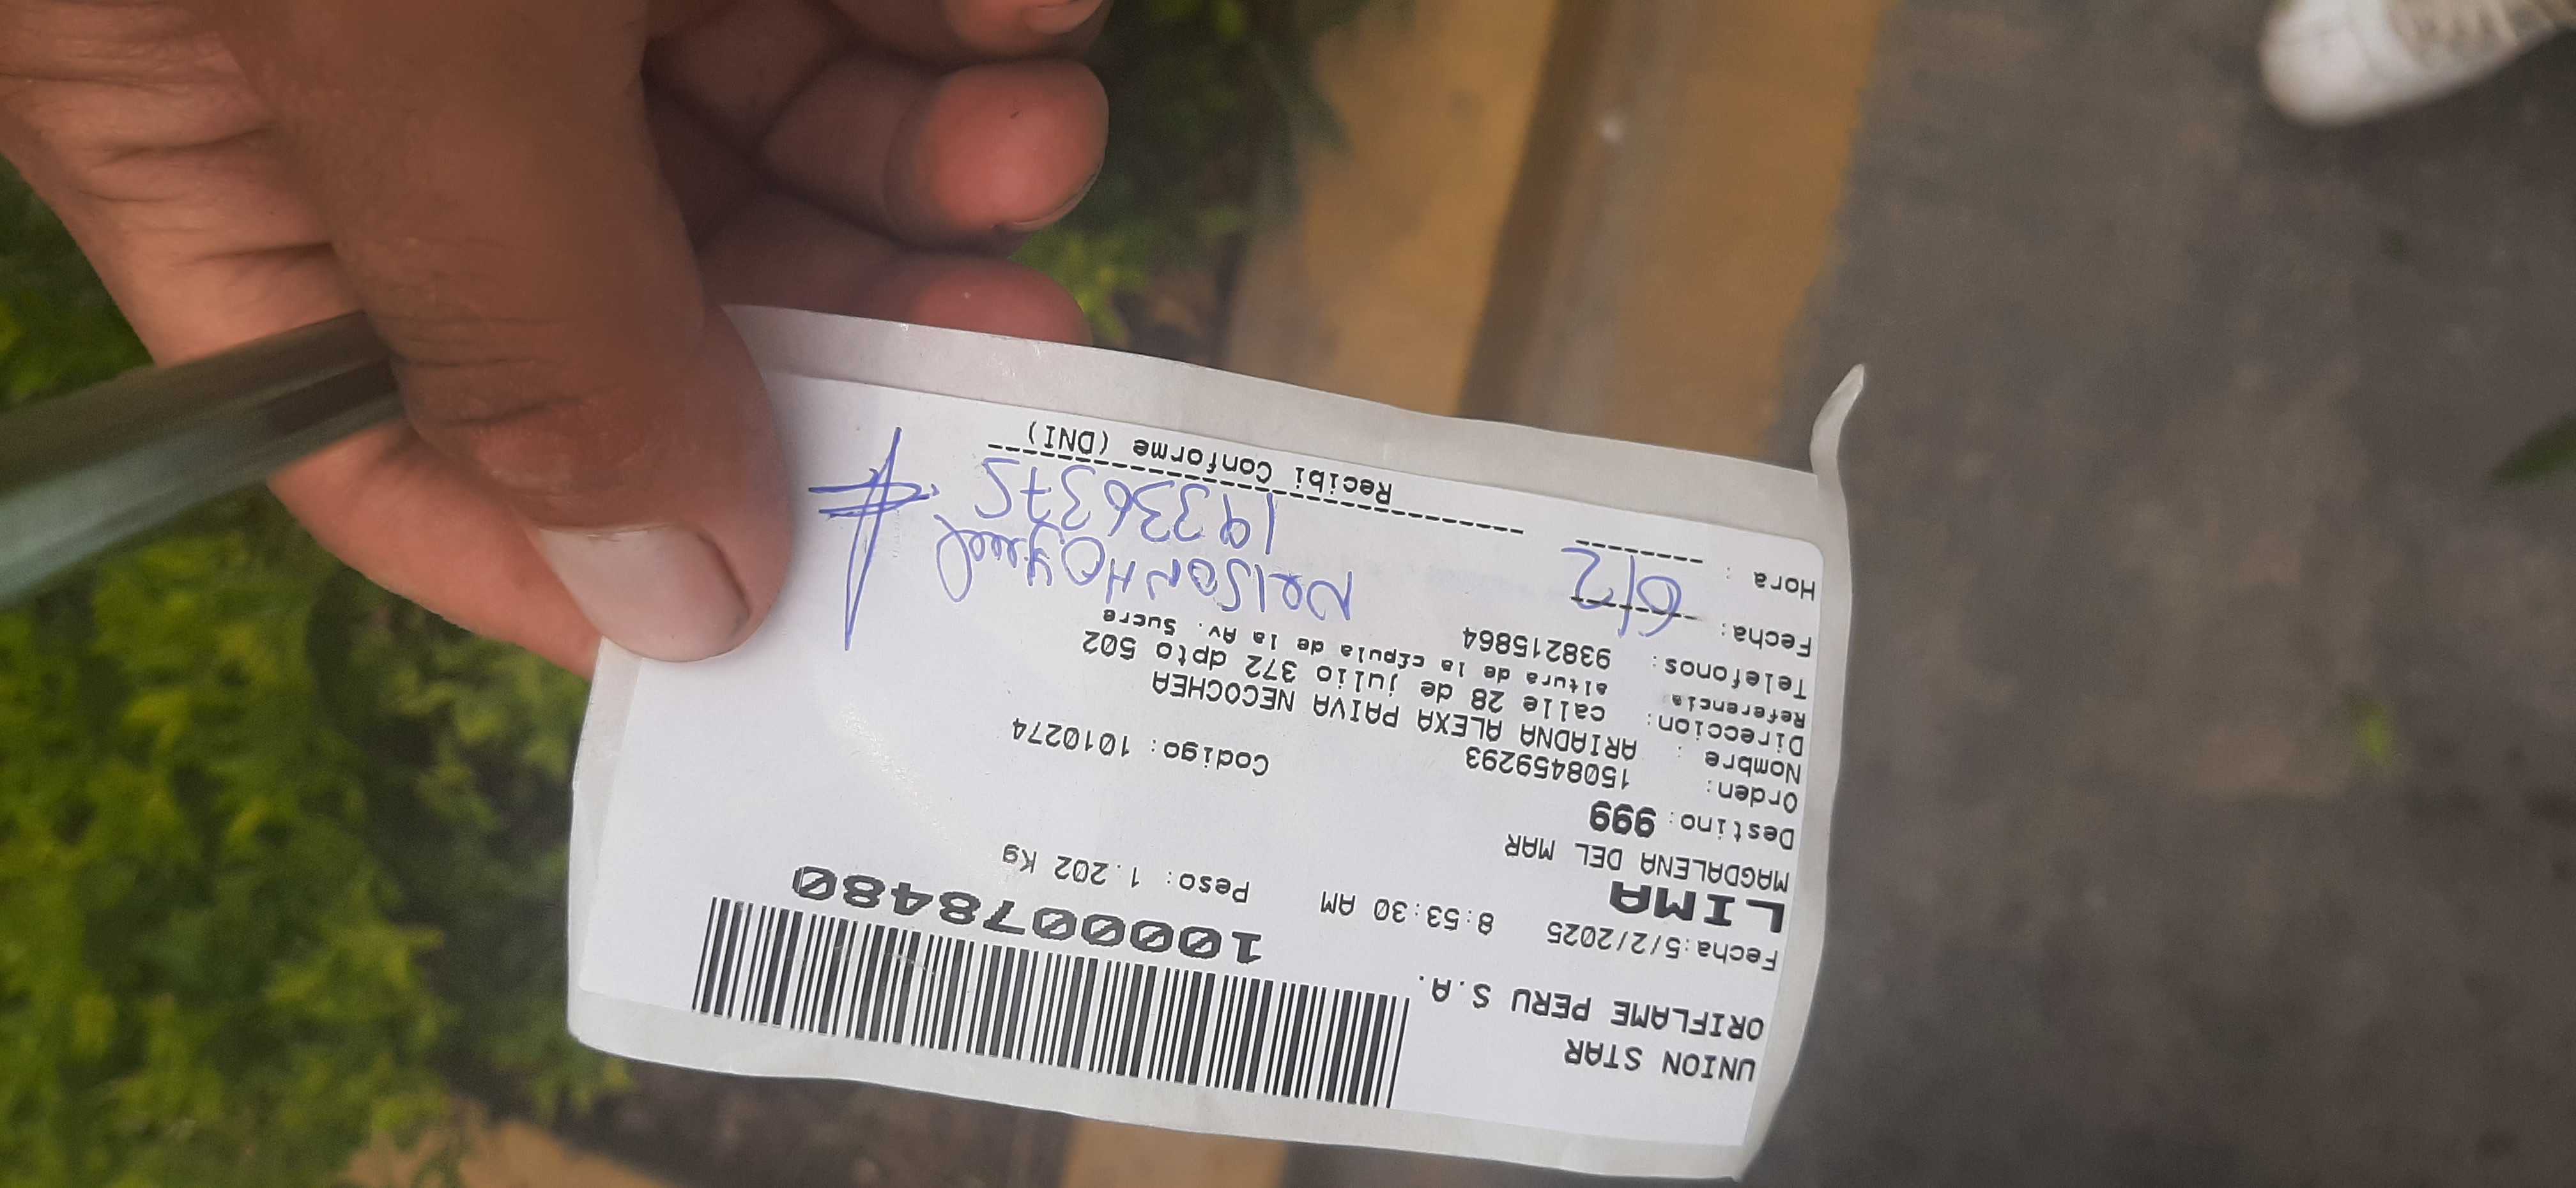 UNION STAR
ORIFLAME PERU S.A.
Fecha:5/2/2025 8:53:30 AM
1000078480
LIMA Peso: 1.202 Kg
MAGDALENA DEL MAR
Destino: 999
Orden: 1508459293 Codigo: 1010274
Nombre : ARIADNA ALEXA PAIVA NECOCHEA
Direccion: calle 28 de julio 372 dpto 502
Referencia altura de la cúpula de la Av. Sucre
Telefonos: 938215864
Fecha: 6/2 NelSON
Hora : 19336375
Recibi Conforme (DNI)